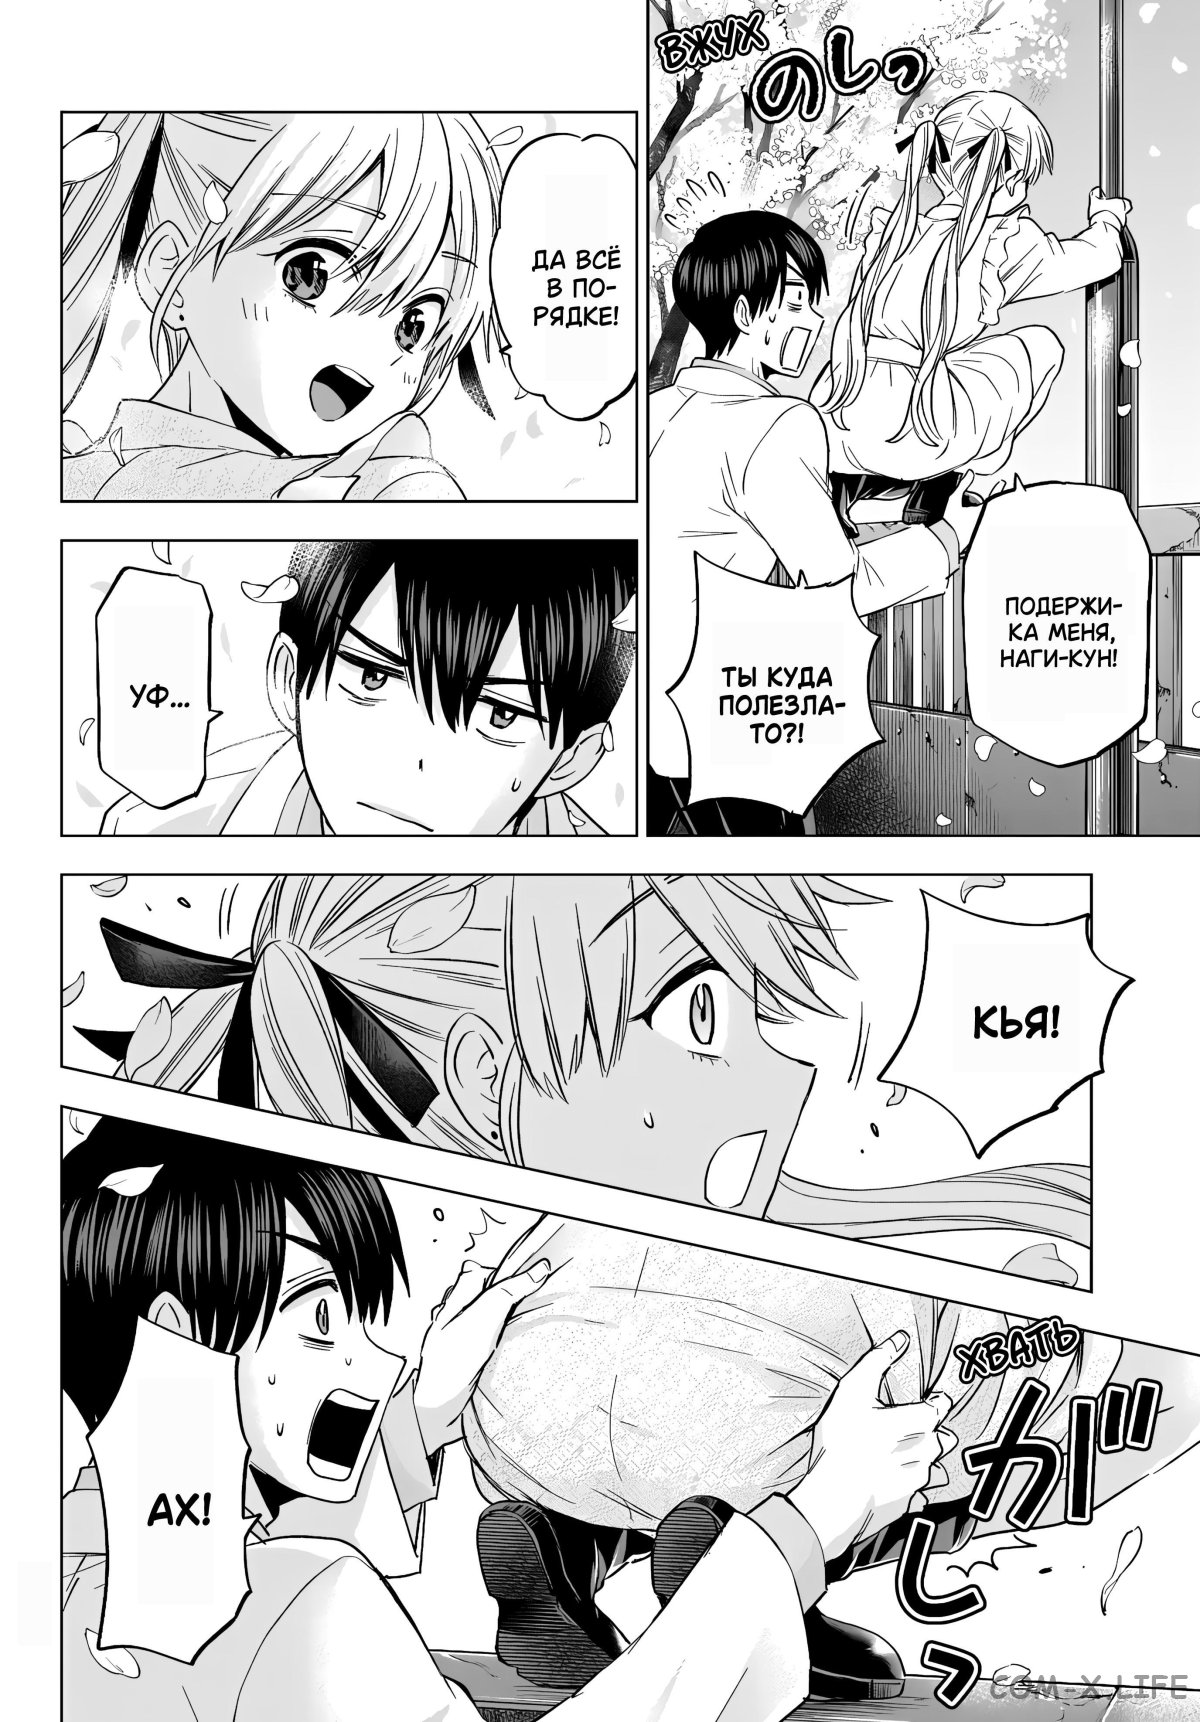 ВЖУХ
のしっ
ПОДЕРЖИ-
КА МЕНЯ,
НАГИ-КУН!
ТЫ КУДА
ПОЛЕЗЛА-
ТО?!
ДА ВСЁ
В ПО-
РЯДКЕ!
УФ...
КЬЯ!
ХВАТЬ
がしっ
АХ!
COM-X.LIFE